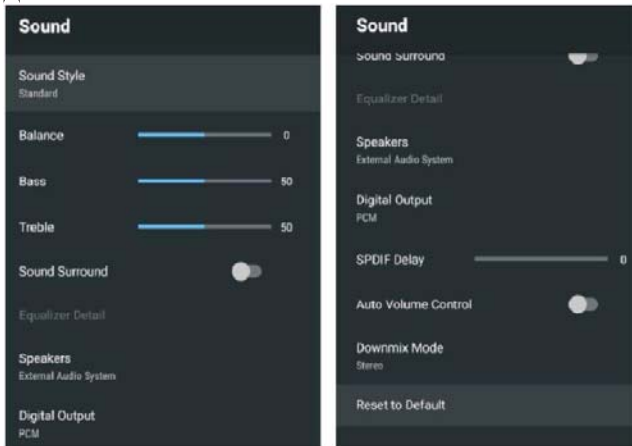 Sound
Sound Style
Standard
Balance 0
Bass 50
Treble 50
Sound Surround
Equalizer Detail
Speakers
External Audio System
Digital Output
PCM
Sound
Sound Surround
Equalizer Detail
Speakers
External Audio System
Digital Output
PCM
SPDIF Delay 0
Auto Volume Control
Downmix Mode
Stereo
Reset to Default